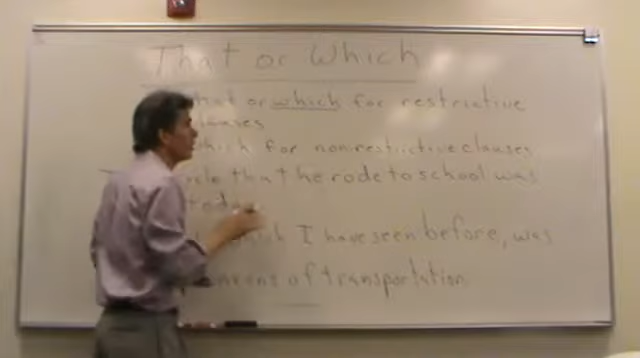 That or Which
that or which for restrictive
clauses
which for nonrestrictive clauses
that he rode to school was
I have seen before, was
of transportation